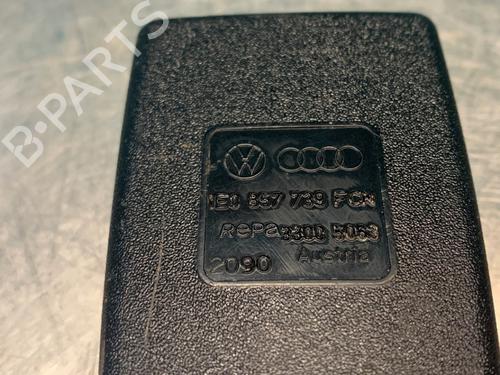 B·PARTS
1E0 857 739 FCN
RePa 3300 5053
2090 Austria